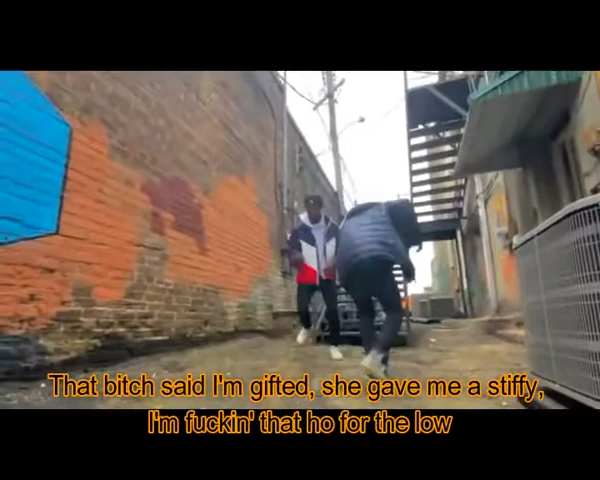 That bitch said I'm gifted, she gave me a stiffy,
I'm fuckin' that ho for the low